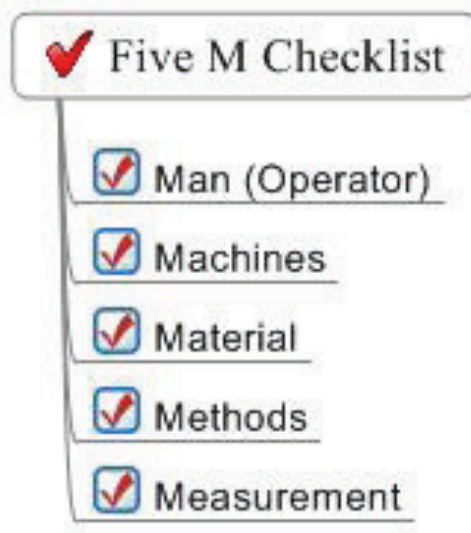 Five M Checklist
Man (Operator)
Machines
Material
Methods
Measurement